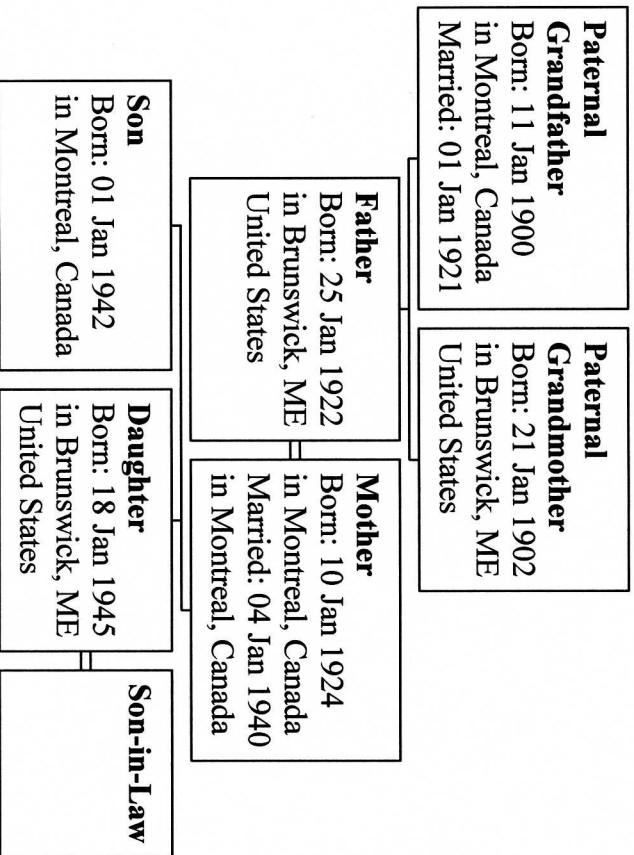 Paternal
Grandfather
Born: 11 Jan 1900
in Montreal, Canada
Married: 01 Jan 1921
Paternal
Grandmother
Born: 21 Jan 1902
in Brunswick, ME
United States
Father
Born: 25 Jan 1922
in Brunswick, ME
United States
Mother
Born: 10 Jan 1924
in Montreal, Canada
Married: 04 Jan 1940
in Montreal, Canada
Son
Born: 01 Jan 1942
in Montreal, Canada
Daughter
Born: 18 Jan 1945
in Brunswick, ME
United States
Son-in-Law